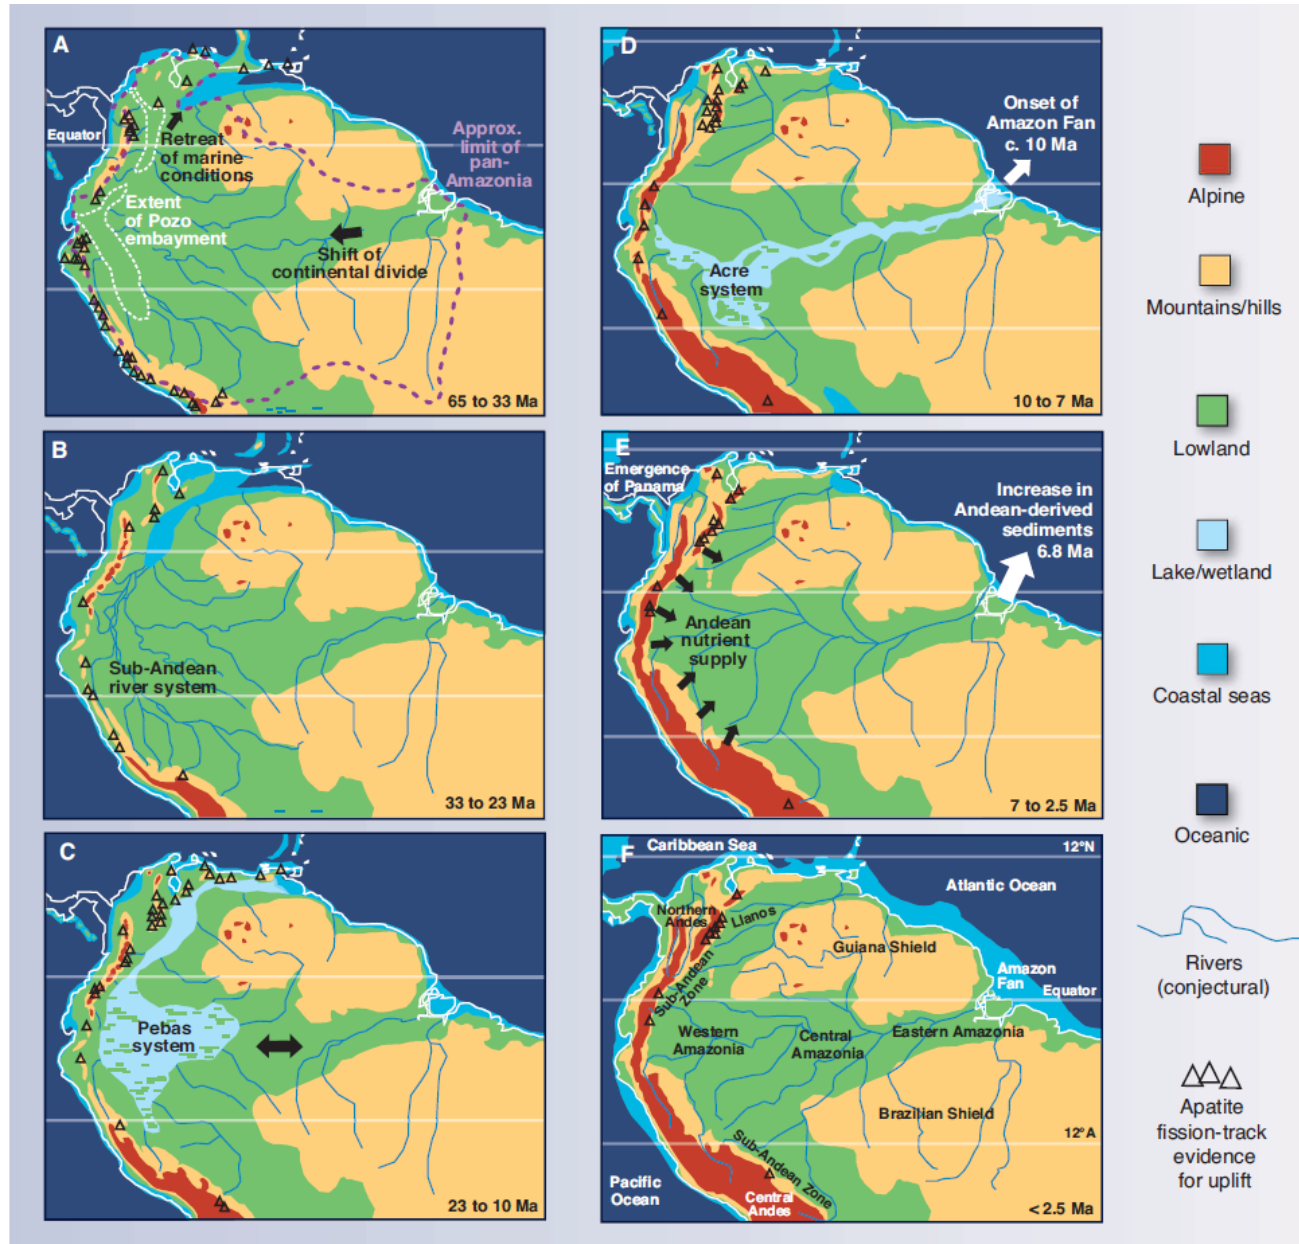 A
Equator
Retreat
of marine
conditions
Approx.
limit of
pan-
Amazonia
Extent
of Pozo
embayment
Shift of
continental divide
65 to 33 Ma
B
Sub-Andean
river system
33 to 23 Ma
C
Pebas
system
23 to 10 Ma
D
Onset of
Amazon Fan
c. 10 Ma
Acre
system
10 to 7 Ma
E
Emergence
of Panama
Increase in
Andean-derived
sediments
6.8 Ma
Andean
nutrient
supply
7 to 2.5 Ma
F
Caribbean Sea
12°N
Atlantic Ocean
Northern
Andes
Llanos
Guiana Shield
Sub-Andean
Zone
Amazon
Fan
Equator
Western
Amazonia
Central
Amazonia
Eastern Amazonia
Brazilian Shield
12°A
Sub-Andean Zone
Pacific
Ocean
Central
Andes
< 2.5 Ma
Alpine
Mountains/hills
Lowland
Lake/wetland
Coastal seas
Oceanic
Rivers
(conjectural)
Apatite
fission-track
evidence
for uplift